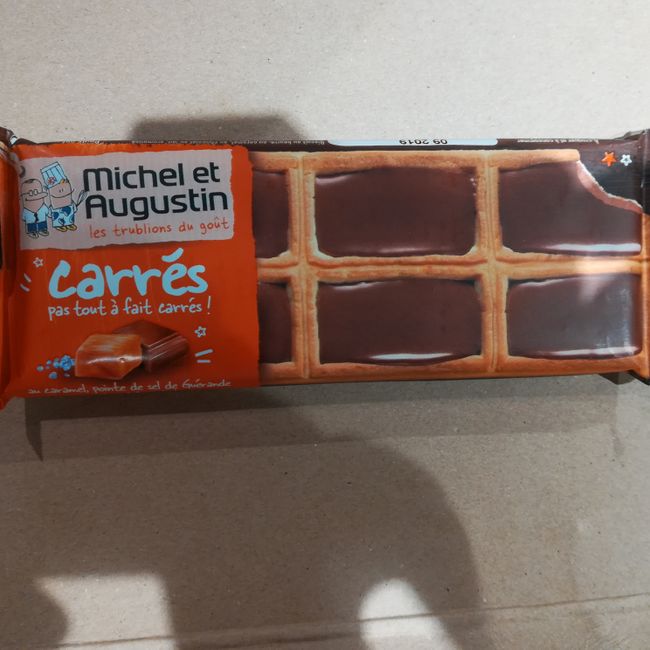 09 2019
Michel et
Augustin
les trublions du goût
Carrés
pas tout à fait carrés !
au caramel, pointe de sel de Guérande